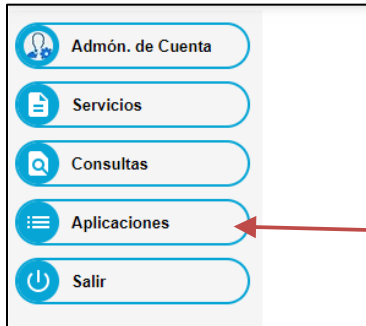 Admón. de Cuenta
Servicios
Consultas
Aplicaciones
Salir